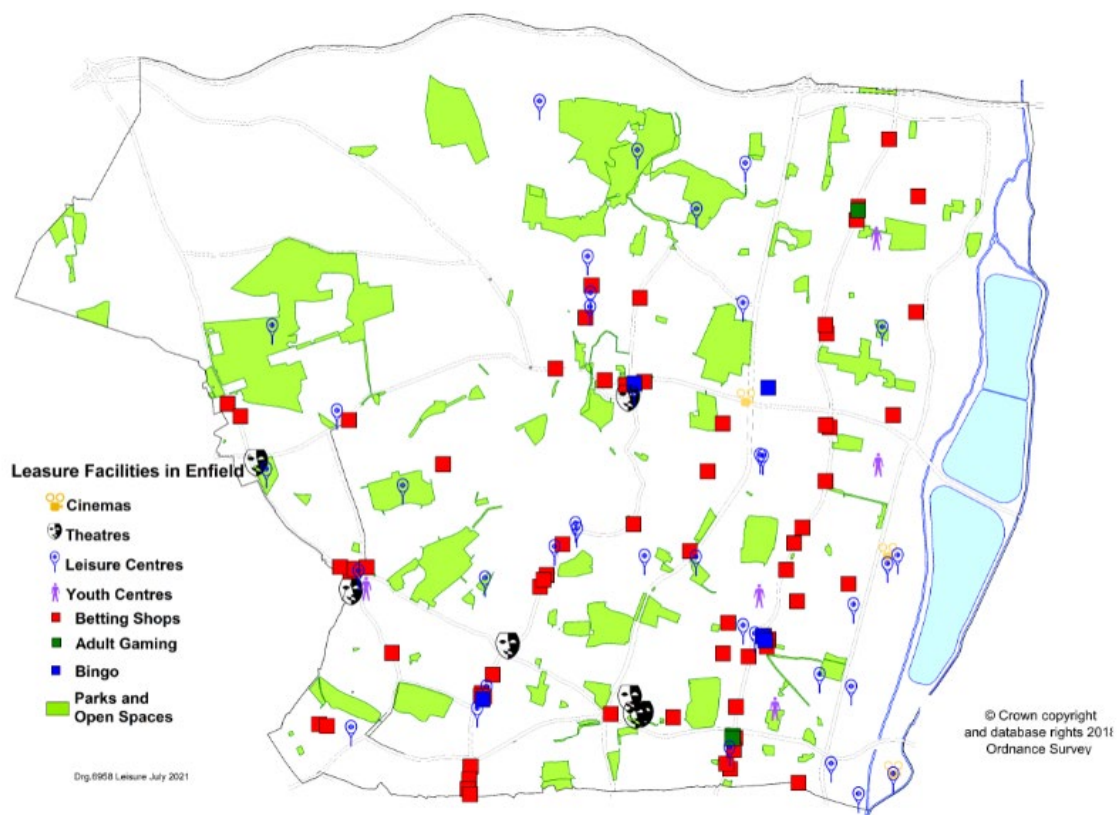 Leasure Facilities in Enfield
Cinemas
Theatres
Leisure Centres
Youth Centres
Betting Shops
Adult Gaming
Bingo
Parks and
Open Spaces
Drg.6958 Leisure July 2021
© Crown copyright
and database rights 2018
Ordnance Survey